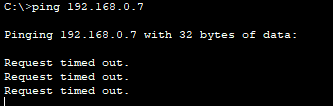 C:\>ping 192.168.0.7
Pinging 192.168.0.7 with 32 bytes of data:
Request timed out.
Request timed out.
Request timed out.